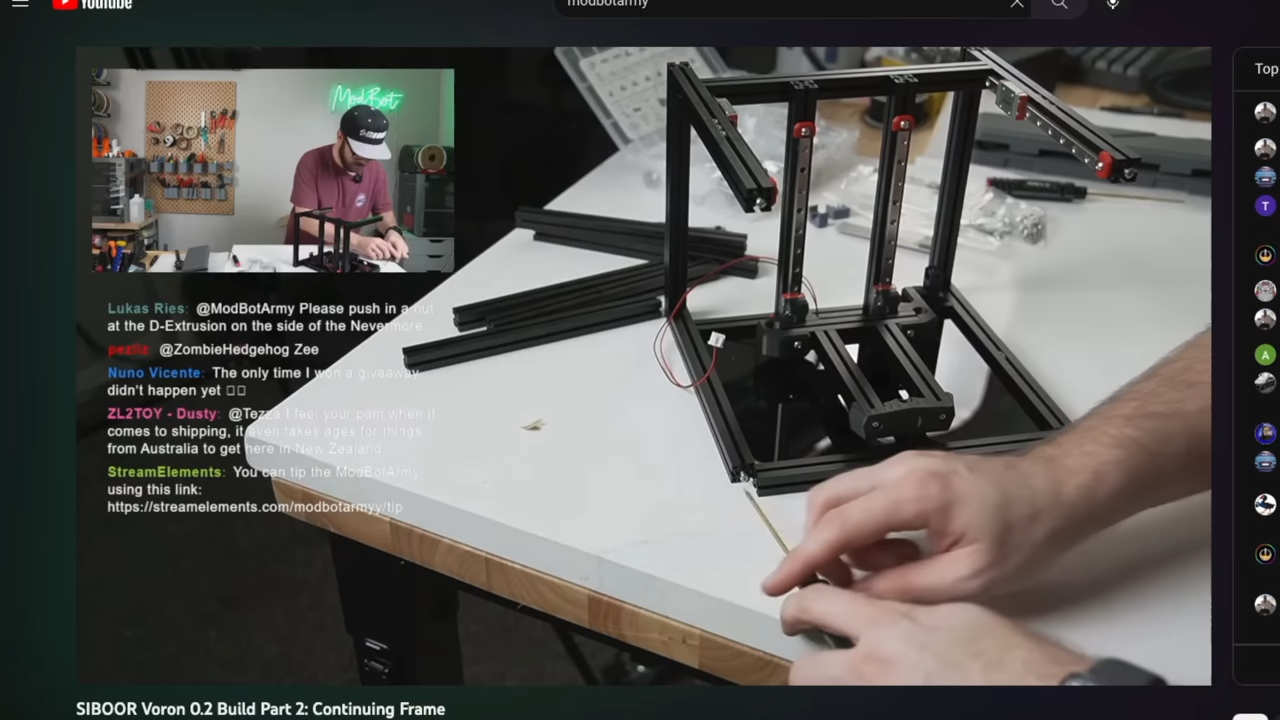 YouTube
modbotarmy
Top
ModBot
Lukas Ries: @ModBotArmy Please push in a nut
at the D-Extrusion on the side of the Nevermore.
@ZombieHedgehog Zee
Nuno Vicente: The only time I won a giveaway
didn't happen yet
ZL2TOY - Dusty: @Tezza I feel your pain when it
comes to shipping, it even takes ages for things
from Australia to get here in New Zealand
StreamElements: You can tip the ModBotArmy
using this link:
https://streamelements.com/modbotarmyy/tip
T
A
SIBOOR Voron 0.2 Build Part 2: Continuing Frame